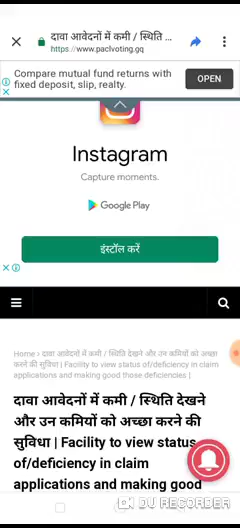 दावा आवेदनों में कमी / स्थिति ...
https://www.paclvoting.gq
Compare mutual fund returns with
fixed deposit, slip, realty.
OPEN
Instagram
Capture moments.
Google Play
इंस्टॉल करें
Home › दावा आवेदनों में कमी / स्थिति देखने और उन कमियों को अच्छा
करने की सुविधा | Facility to view status of/deficiency in claim
applications and making good those deficiencies |
दावा आवेदनों में कमी / स्थिति देखने
और उन कमियों को अच्छा करने की
सुविधा | Facility to view status
of/deficiency in claim
applications and making good
DU RECORDER